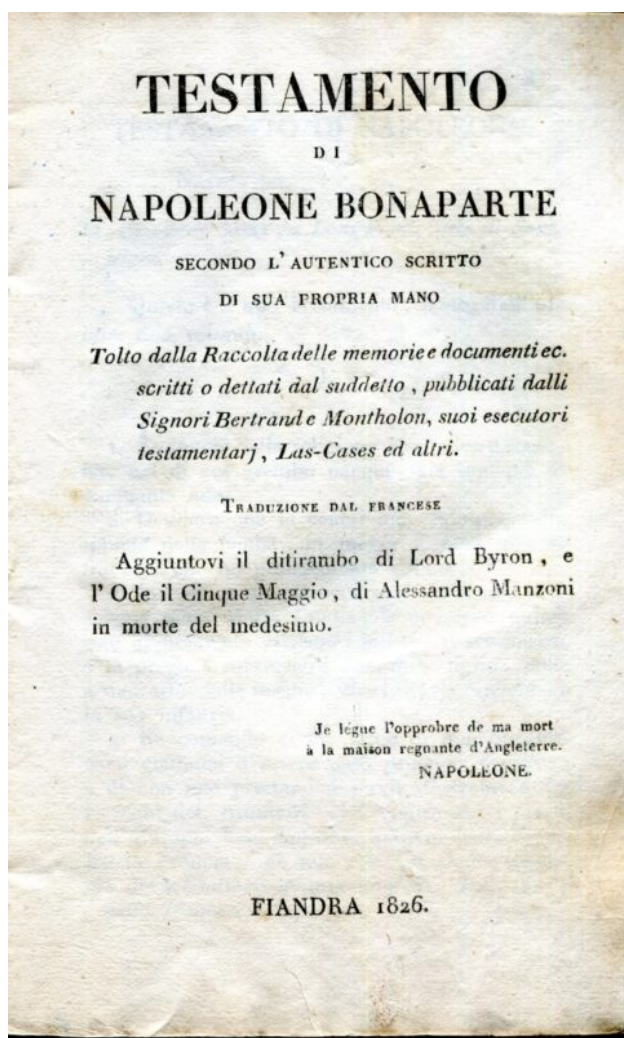 TESTAMENTO
DI
NAPOLEONE BONAPARTE
SECONDO L'AUTENTICO SCRITTO
DI SUA PROPRIA MANO
Tolto dalla Raccolta delle memorie e documenti ec.
scritti o dettati dal suddetto, pubblicati dalli
Signori Bertrand e Montholon, suoi esecutori
testamentarj, Las-Cases ed altri.
TRADUZIONE DAL FRANCESE
Aggiuntovi il ditirambo di Lord Byron, e
l'Ode il Cinque Maggio, di Alessandro Manzoni
in morte del medesimo.
Je légue l'opprobre de ma mort
à la maison regnante d'Angleterre.
NAPOLEONE.
FIANDRA 1826.